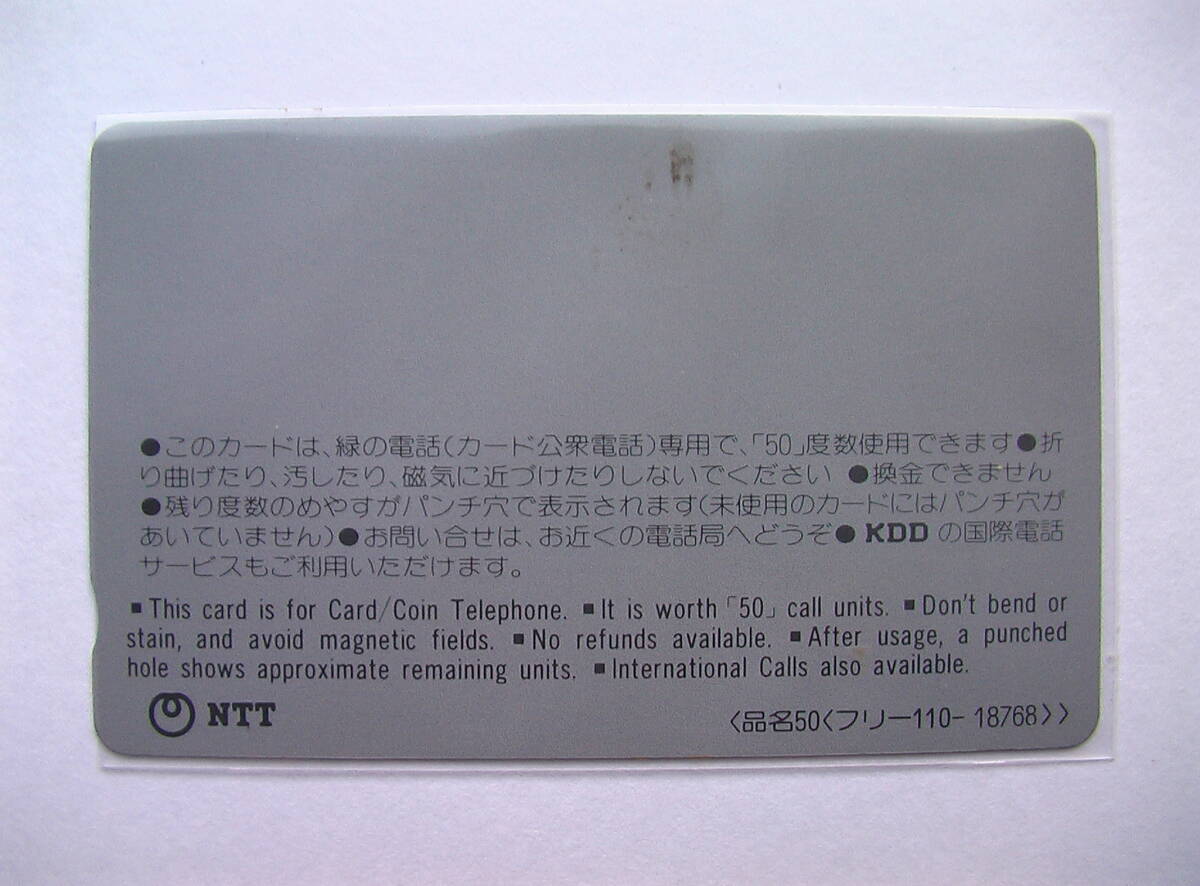 ●このカードは、緑の電話(カード公衆電話)専用で、「50」度数使用できます●折
り曲げたり、汚したり、磁気に近づけたりしないでください ●換金できません
●残り度数のめやすがパンチ穴で表示されます(未使用のカードにはパンチ穴が
あいていません)●お問い合せは、お近くの電話局へどうぞ● KDD の国際電話
サービスもご利用いただけます。
■This card is for Card/Coin Telephone. ■It is worth「50」call units. ■Don't bend or
stain, and avoid magnetic fields. ■No refunds available. ■After usage, a punched
hole shows approximate remaining units. ■International Calls also available.
NTT
〈品名50〈フリー110-18768〉〉